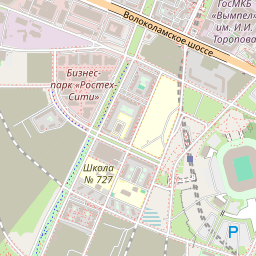 Волоколамское шоссе
ГосМКБ
«Вымпел»
им. И.И.
Торопова
Бизнес-
парк «Ростех-
Сити»
Школа
№ 727
P